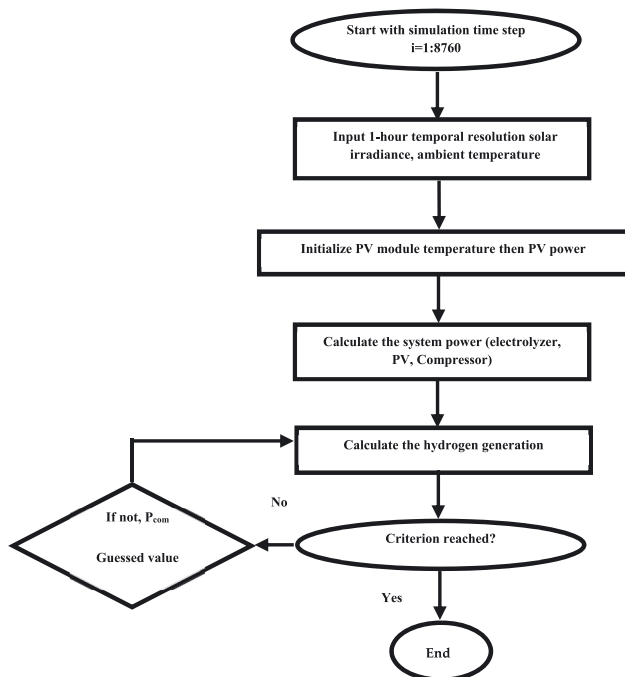 Start with simulation time step
i=1:8760
Input 1-hour temporal resolution solar
irradiance, ambient temperature
Initialize PV module temperature then PV power
Calculate the system power (electrolyzer,
PV, Compressor)
Calculate the hydrogen generation
No
If not, Pcom
Guessed value
Criterion reached?
Yes
End